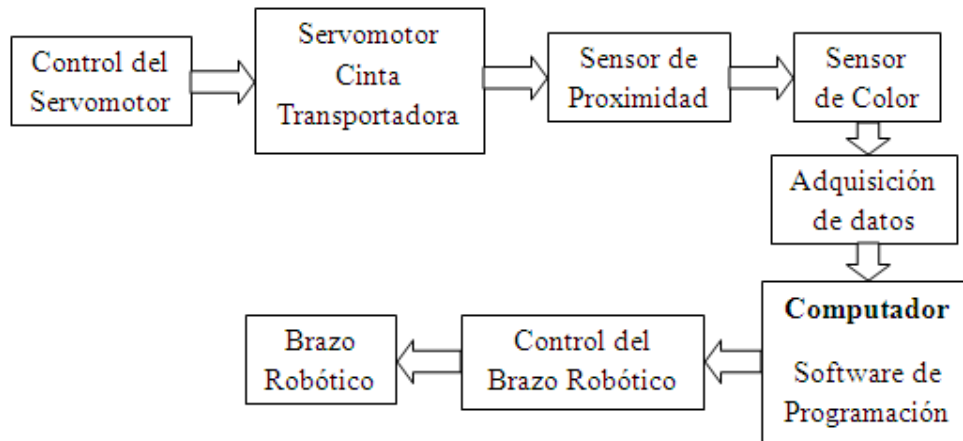 Control del
Servomotor
Servomotor
Cinta
Transportadora
Sensor de
Proximidad
Sensor
de Color
Adquisición
de datos
Computador
Software de
Programación
Control del
Brazo Robótico
Brazo
Robótico